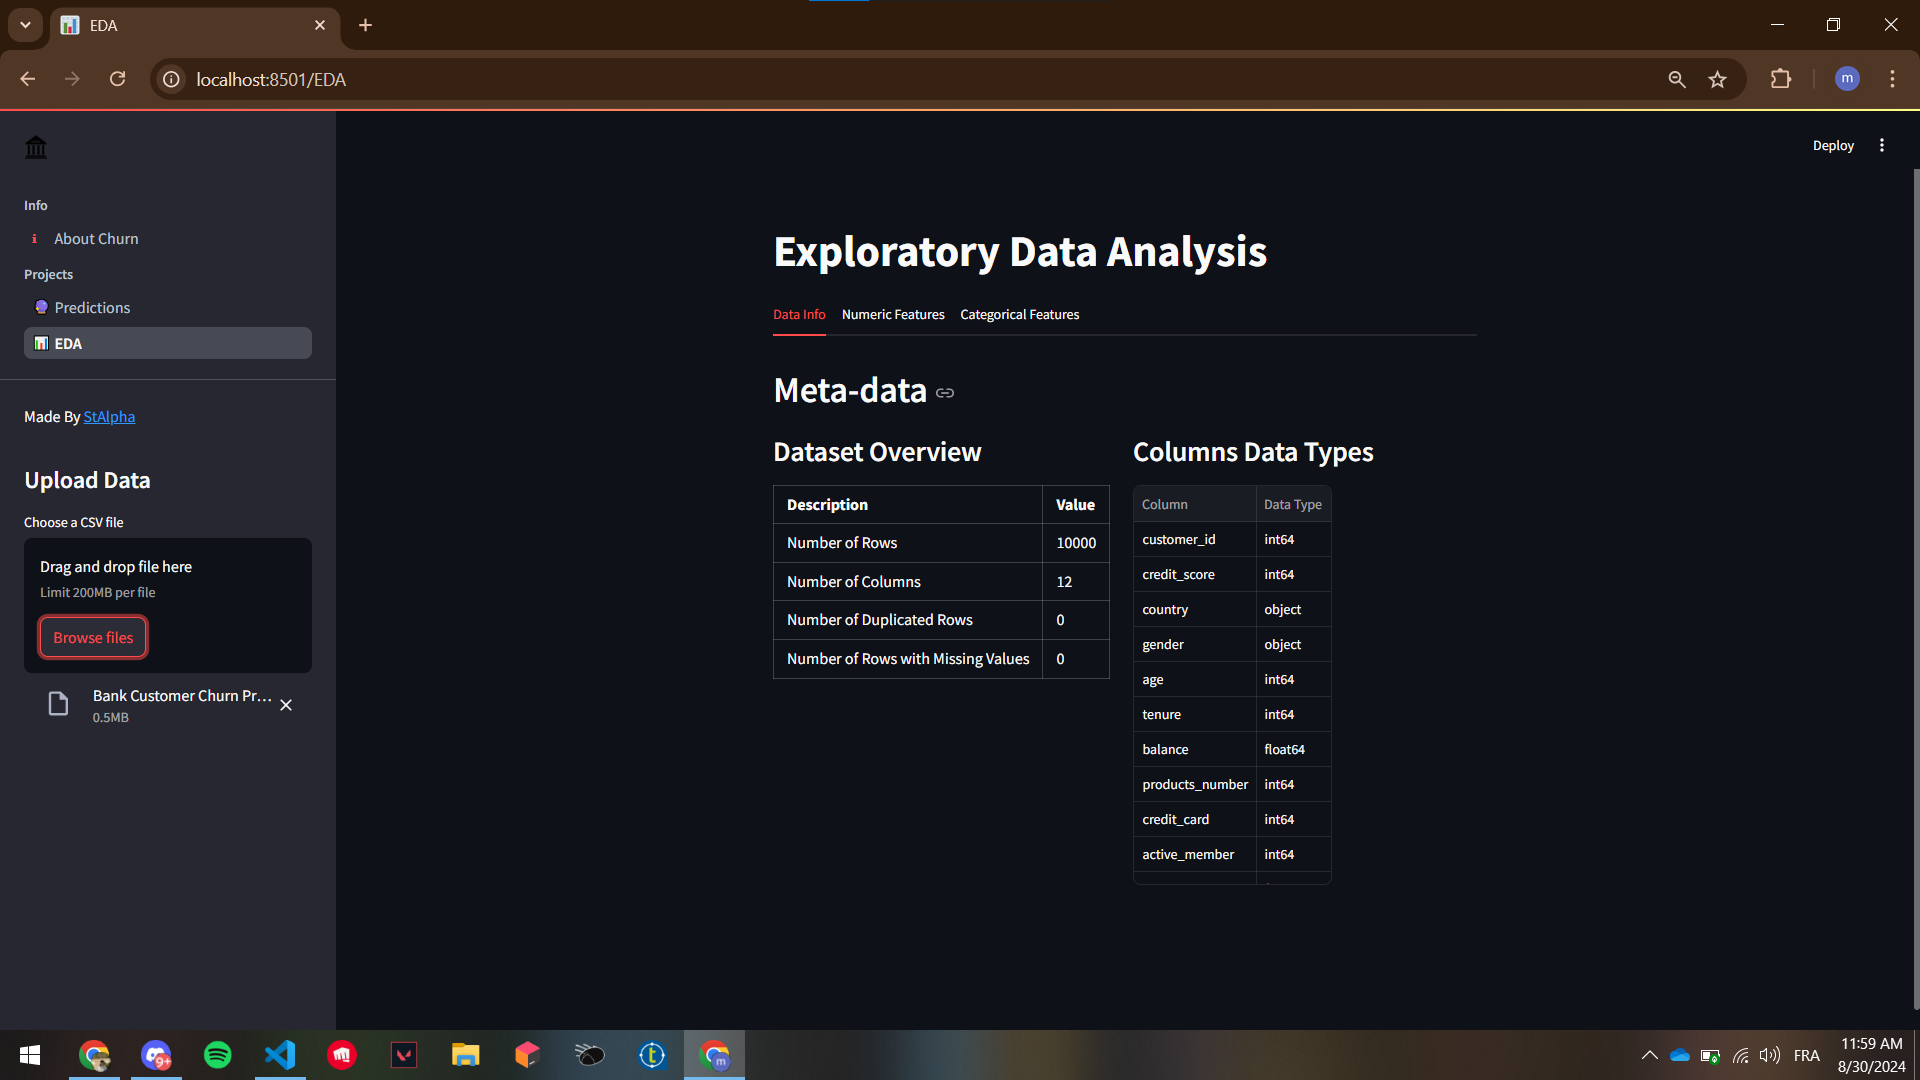 EDA
localhost:8501/EDA
m
Deploy
Info
About Churn
Projects
Predictions
EDA
Made By StAlpha
Upload Data
Choose a CSV file
Drag and drop file here
Limit 200MB per file
Browse files
Bank Customer Churn Pr...
0.5MB
Exploratory Data Analysis
Data Info Numeric Features Categorical Features
Meta-data
Dataset Overview
Description Value
Number of Rows 10000
Number of Columns 12
Number of Duplicated Rows 0
Number of Rows with Missing Values 0
Columns Data Types
Column Data Type
customer_id int64
credit_score int64
country object
gender object
age int64
tenure int64
balance float64
products_number int64
credit_card int64
active_member int64
9+
m
FRA
11:59 AM
8/30/2024